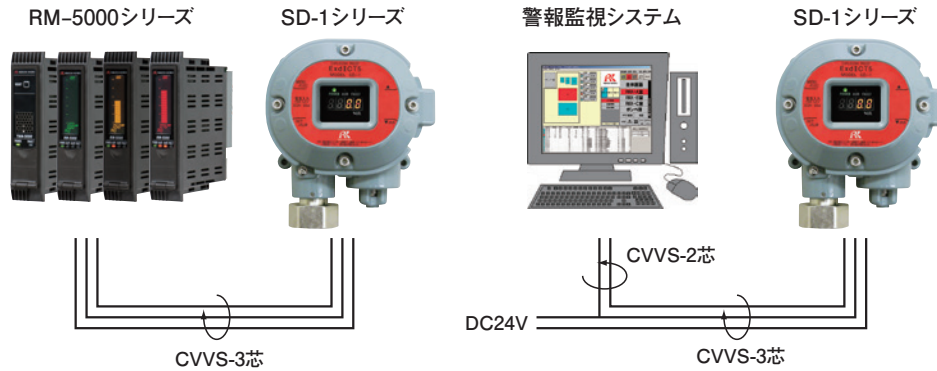 RM-5000シリーズ
SD-1シリーズ
警報監視システム
SD-1シリーズ
CVVS-2芯
DC24V
CVVS-3芯
CVVS-3芯